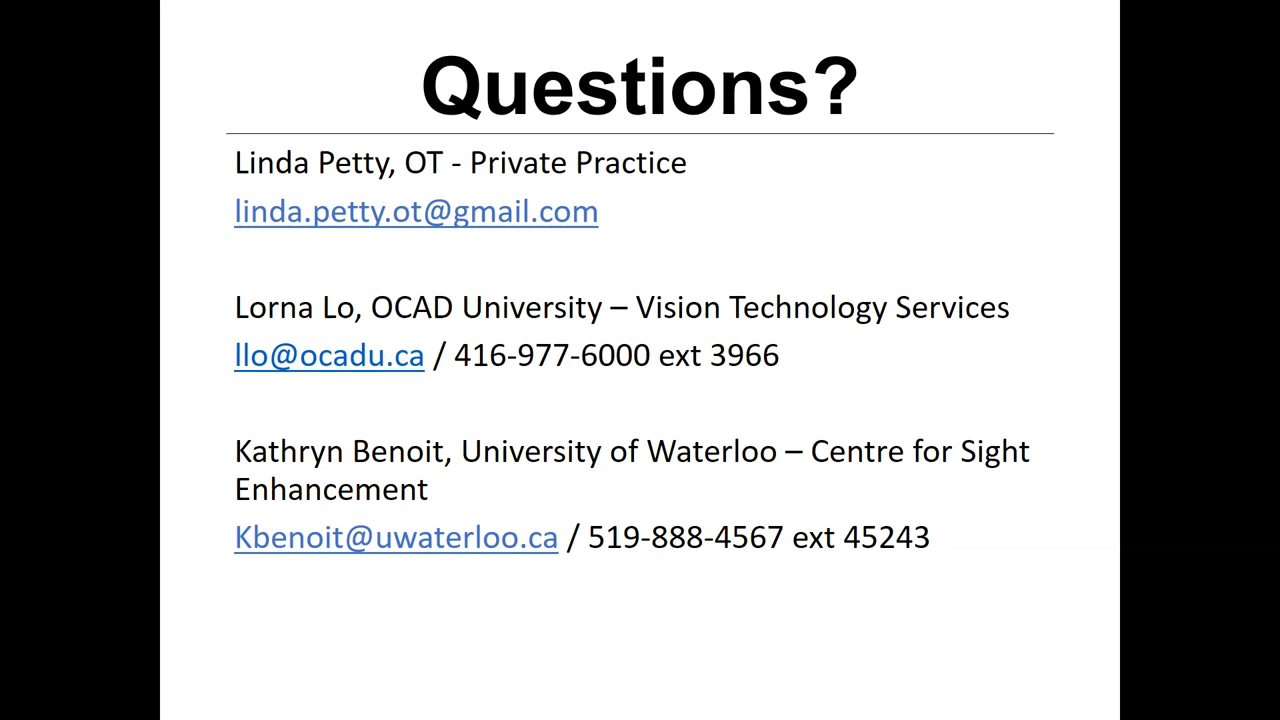 Questions?
Linda Petty, OT - Private Practice
linda.petty.ot@gmail.com
Lorna Lo, OCAD University – Vision Technology Services
llo@ocadu.ca / 416-977-6000 ext 3966
Kathryn Benoit, University of Waterloo – Centre for Sight
Enhancement
Kbenoit@uwaterloo.ca / 519-888-4567 ext 45243